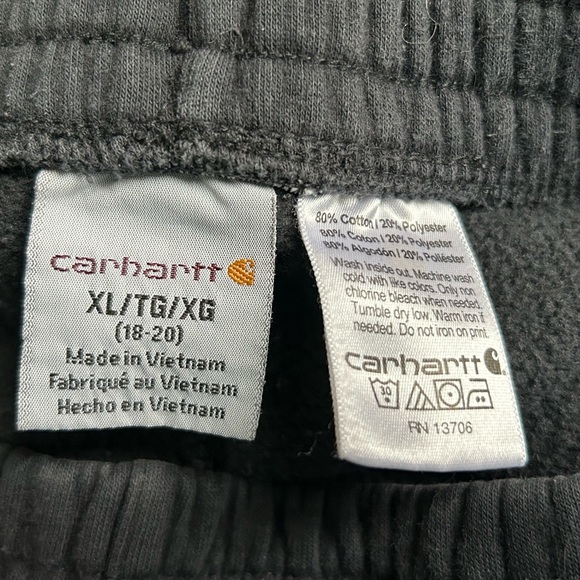 carhartt
XL/TG/XG
(18-20)
Made in Vietnam
Fabriqué au Vietnam
Hecho en Vietnam
80% Cotton / 20% Polyester
80% Coton / 20% Polyester
80% Algodón / 20% Poliéster
Wash inside out. Machine wash
cold with like colors. Only non
chlorine bleach when needed.
Tumble dry low. Warm iron if
needed. Do not iron on print.
carhartt
30
RN 13706